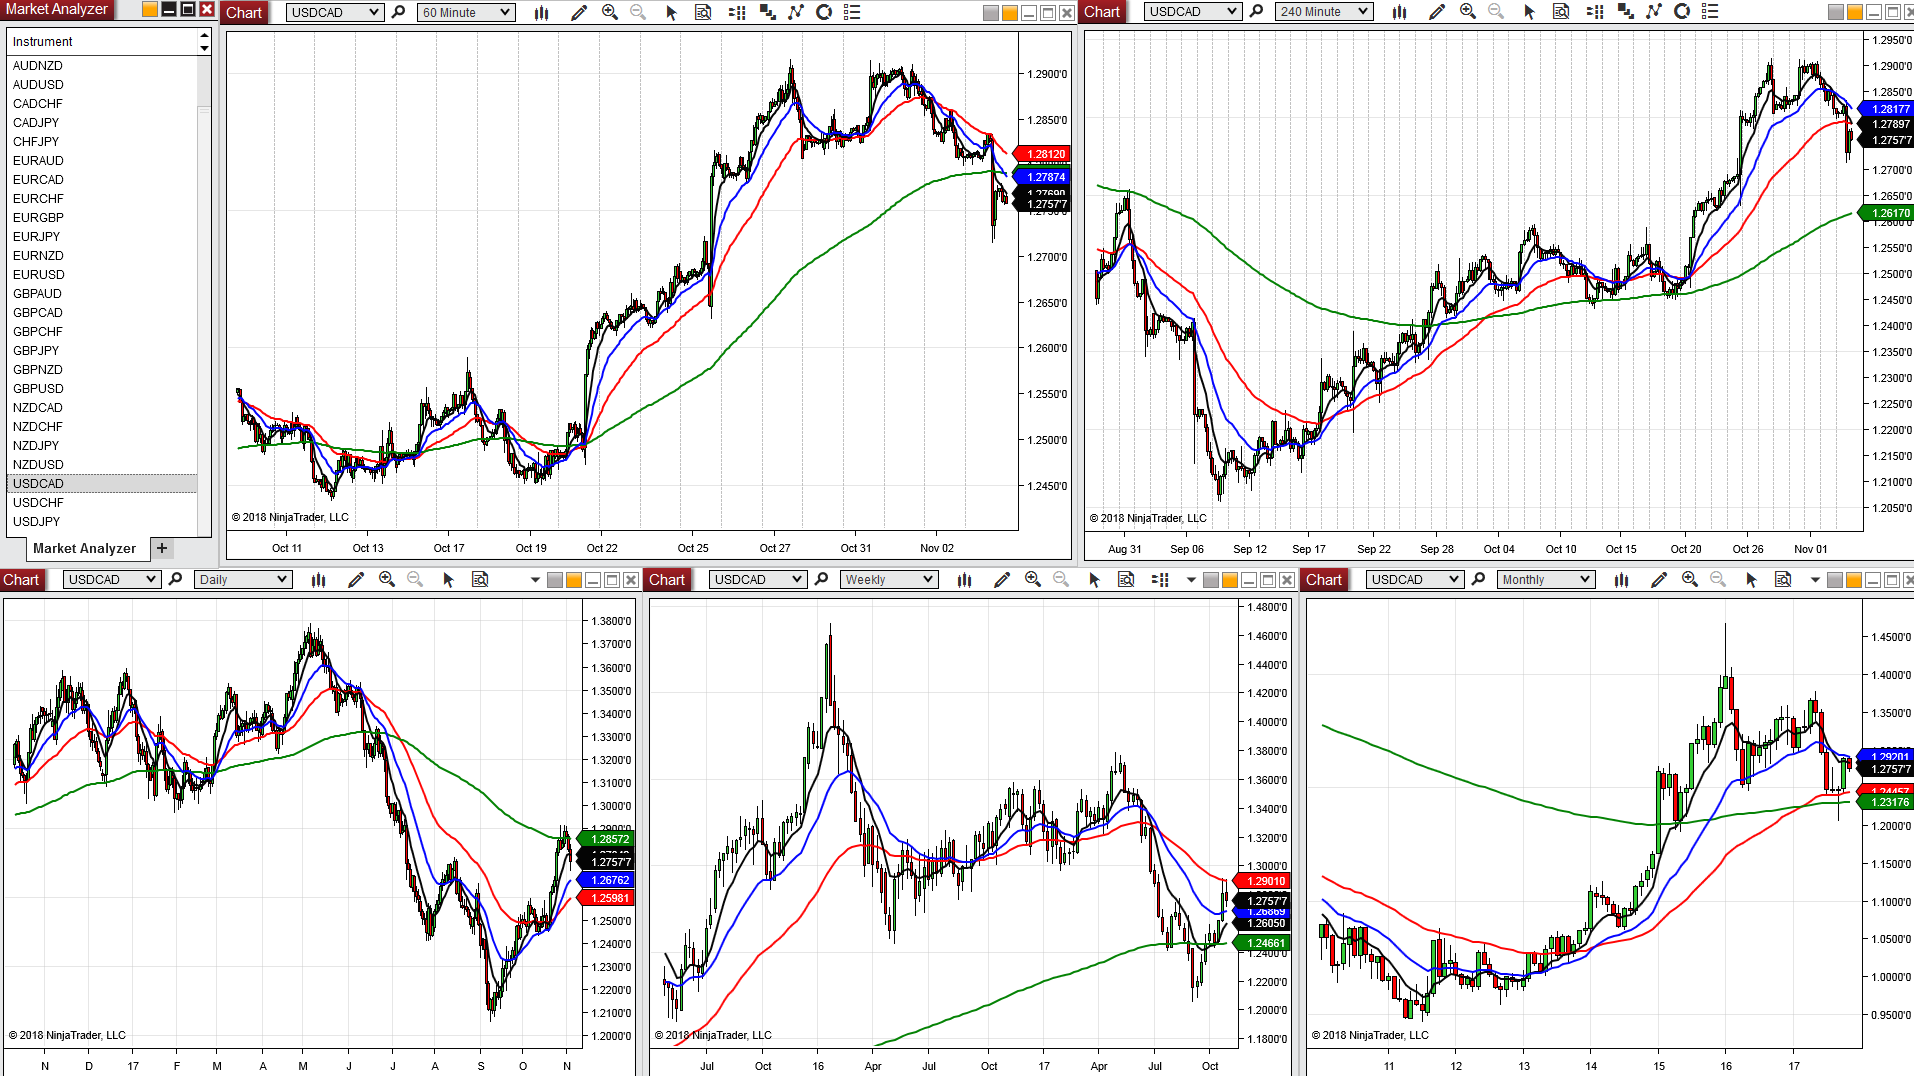 Market Analyzer
Instrument
AUDNZD
AUDUSD
CADCHF
CADJPY
CHFJPY
EURAUD
EURCAD
EURCHF
EURGBP
EURJPY
EURNZD
EURUSD
GBPAUD
GBPCAD
GBPCHF
GBPJPY
GBPNZD
GBPUSD
NZDCAD
NZDCHF
NZDJPY
NZDUSD
USDCAD
USDCHF
USDJPY
Market Analyzer +
Chart USDCAD 60 Minute
1.2900'0
1.2850'0
1.28120
1.27874
1.27690
1.2757'7
1.2700'0
1.2650'0
1.2600'0
1.2550'0
1.2500'0
1.2450'0
© 2018 NinjaTrader, LLC
Oct 11 Oct 13 Oct 17 Oct 19 Oct 22 Oct 25 Oct 27 Oct 31 Nov 02
Chart USDCAD 240 Minute
1.2950'0
1.2900'0
1.2850'0
1.28177
1.27897
1.2757'7
1.2700'0
1.2650'0
1.26170
1.2550'0
1.2500'0
1.2450'0
1.2400'0
1.2350'0
1.2300'0
1.2250'0
1.2200'0
1.2150'0
1.2100'0
1.2050'0
© 2018 NinjaTrader, LLC
Aug 31 Sep 06 Sep 12 Sep 17 Sep 22 Sep 28 Oct 04 Oct 10 Oct 15 Oct 20 Oct 26 Nov 01
Chart USDCAD Daily
1.3800'0
1.3700'0
1.3600'0
1.3500'0
1.3400'0
1.3300'0
1.3200'0
1.3100'0
1.3000'0
1.28572
1.2757'7
1.26762
1.25981
1.2500'0
1.2400'0
1.2300'0
1.2200'0
1.2100'0
1.2000'0
© 2018 NinjaTrader, LLC
N D 17 F M A M J J A S O N
Chart USDCAD Weekly
1.4800'0
1.4600'0
1.4400'0
1.4200'0
1.4000'0
1.3800'0
1.3600'0
1.3400'0
1.3200'0
1.3000'0
1.29010
1.2757'7
1.26869
1.26050
1.24661
1.2400'0
1.2200'0
1.2000'0
1.1800'0
© 2018 NinjaTrader, LLC
Jul Oct 16 Apr Jul Oct 17 Apr Jul Oct
Chart USDCAD Monthly
1.4500'0
1.4000'0
1.3500'0
1.29201
1.2757'7
1.24457
1.23176
1.2000'0
1.1500'0
1.1000'0
1.0500'0
1.0000'0
0.9500'0
© 2018 NinjaTrader, LLC
11 12 13 14 15 16 17